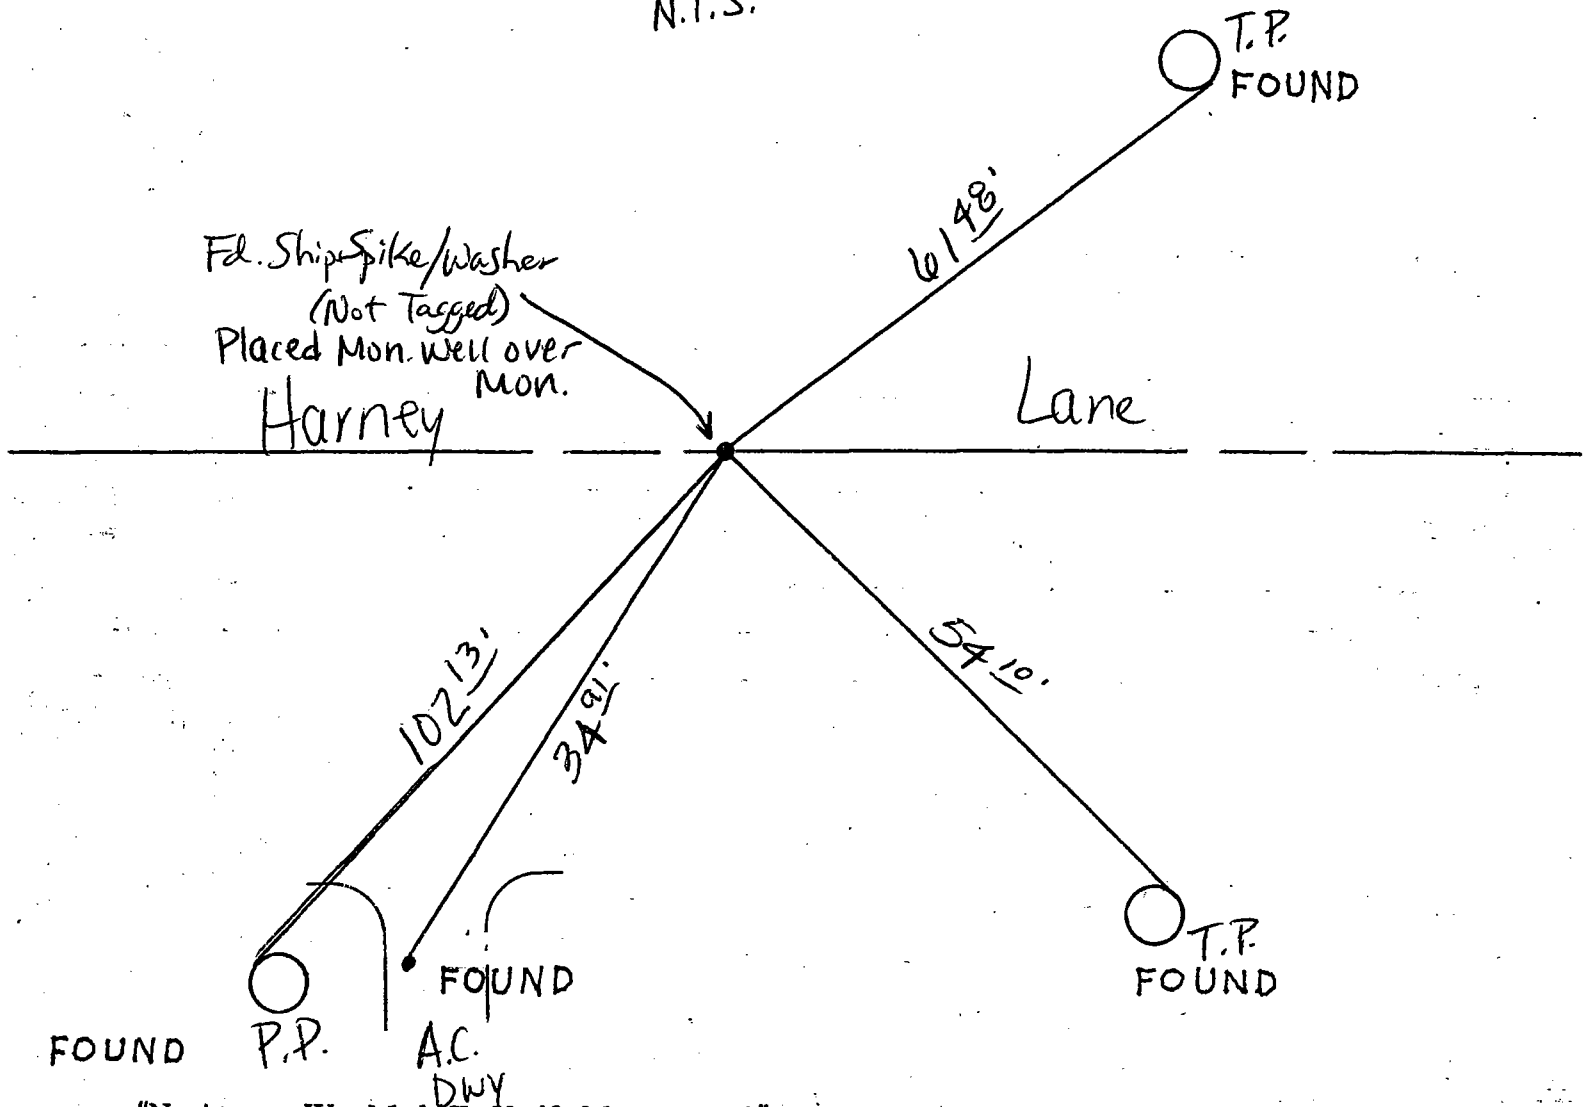 N.T.S.
T.P.
FOUND
61 48'
Fd. Ship Spike/Washer
(Not Tagged)
Placed Mon. Well over
Mon.
Harney
Lane
102 13'
34 91'
54 10'
T.P.
FOUND
FOUND
FOUND
P.P.
A.C.
DWY